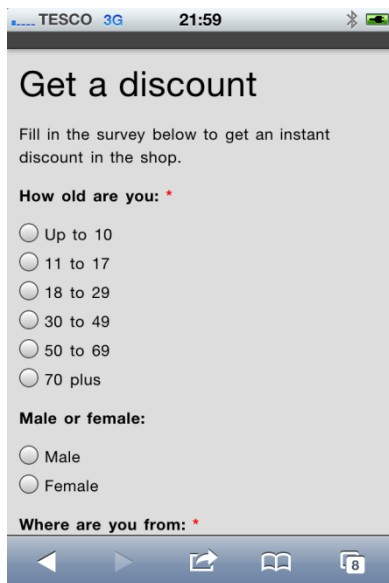 TESCO 3G 21:59
Get a discount
Fill in the survey below to get an instant
discount in the shop.
How old are you: *
Up to 10
11 to 17
18 to 29
30 to 49
50 to 69
70 plus
Male or female:
Male
Female
Where are you from: *
8